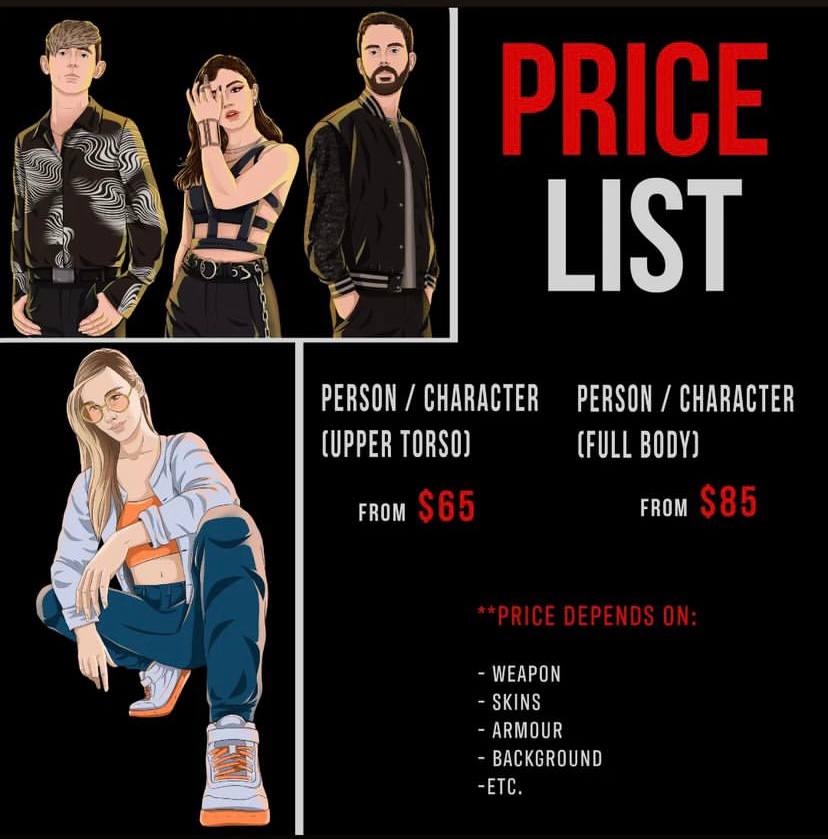 PRICE
LIST
PERSON / CHARACTER
(UPPER TORSO)
FROM $65
PERSON / CHARACTER
(FULL BODY)
FROM $85
**PRICE DEPENDS ON:
- WEAPON
- SKINS
- ARMOUR
- BACKGROUND
-ETC.